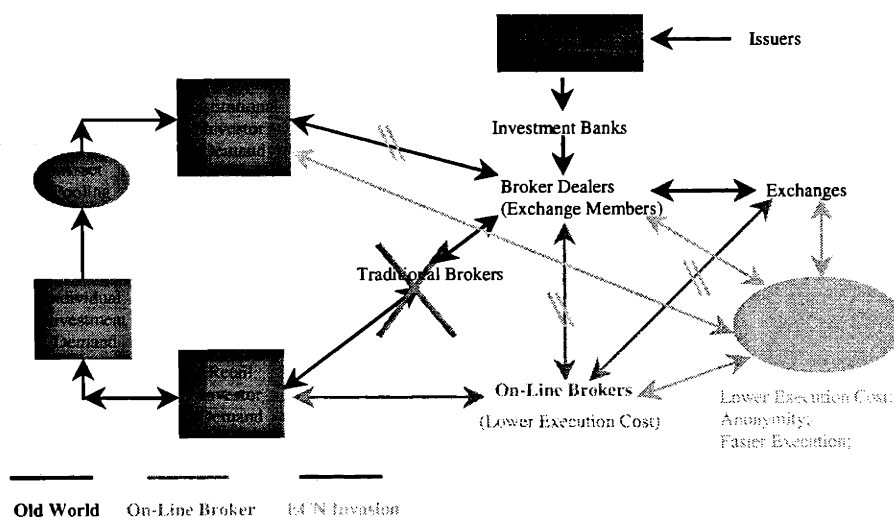 Issuers
Investment Banks
Investor
Demand
Broker Dealers
(Exchange Members)
Exchanges
Pooling
Traditional Brokers
Individual
Investment
Demand
Retail
Investor
Demand
On-Line Brokers
(Lower Execution Cost)
Lower Execution Cost;
Anonymity;
Faster Execution;
Old World
On-Line Broker
ECN Invasion